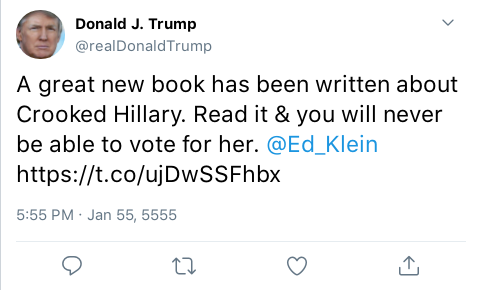 Donald J. Trump
@realDonaldTrump
A great new book has been written about
Crooked Hillary. Read it & you will never
be able to vote for her. @Ed_Klein
https://t.co/ujDwSSFhbx
5:55 PM · Jan 55, 5555